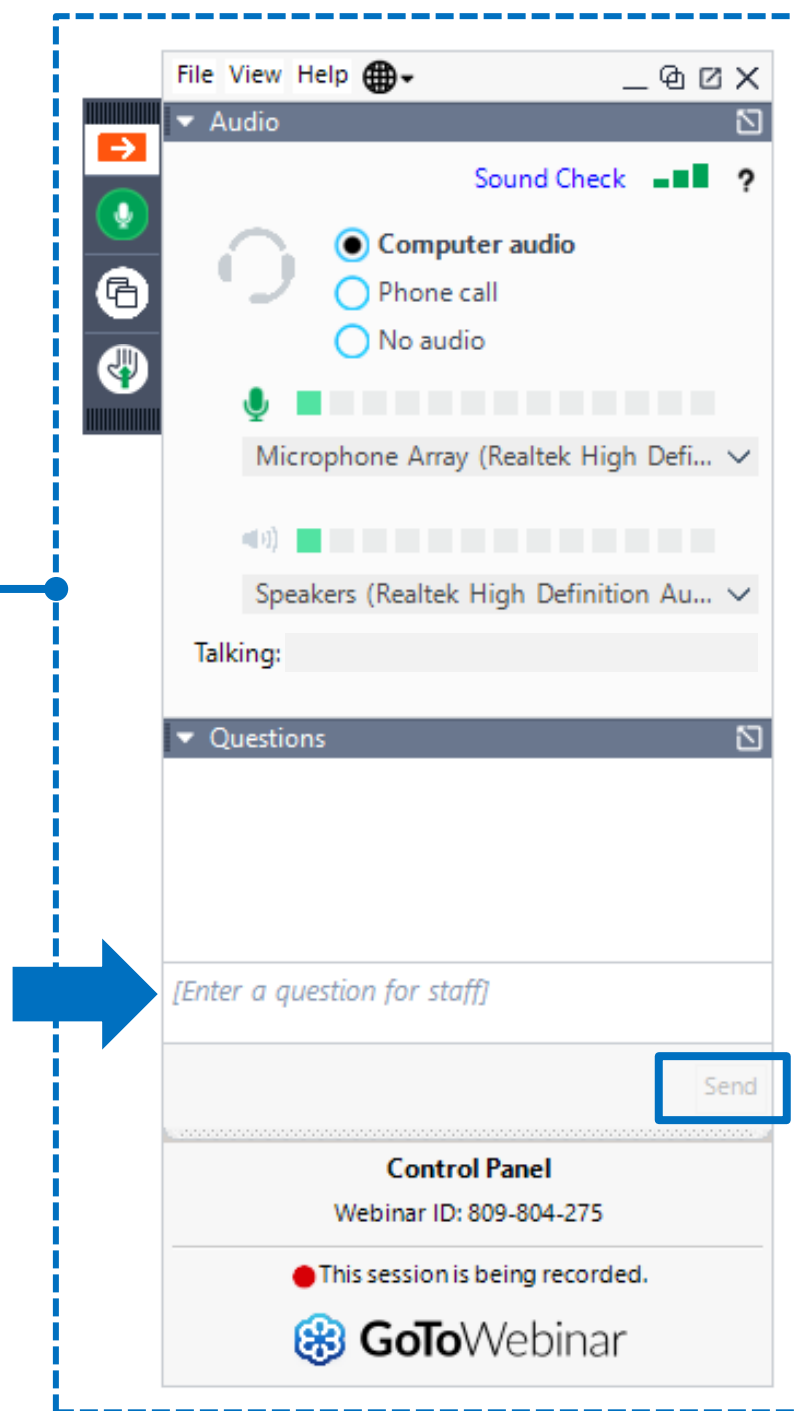 File View Help
Audio
Sound Check ?
Computer audio
Phone call
No audio
Microphone Array (Realtek High Defi...
Speakers (Realtek High Definition Au...
Talking:
Questions
[Enter a question for staff]
Send
Control Panel
Webinar ID: 809-804-275
This session is being recorded.
GoToWebinar